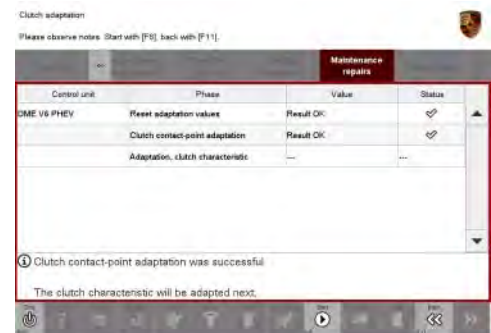 Clutch adaptation
Please observe notes. Start with [F8], back with [F11].
Maintenance
repairs
Control unit Phase Value Status
DME V6 PHEV Reset adaptation values Result OK
Clutch contact-point adaptation Result OK
Adaptation, clutch characteristic --- ---
Clutch contact-point adaptation was successful
The clutch characteristic will be adapted next.